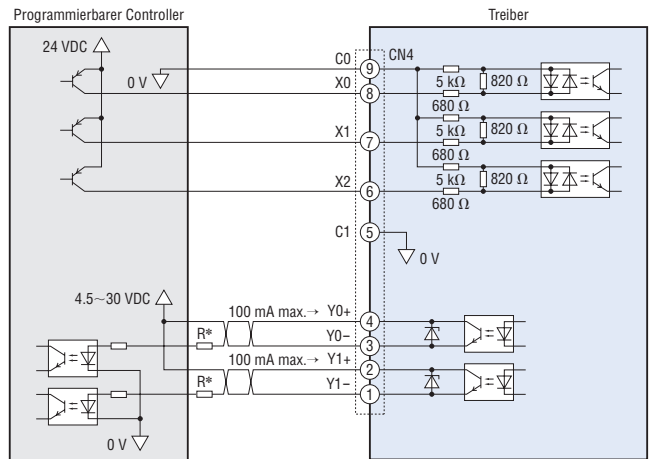 Programmierbarer Controller
Treiber
24 VDC
0 V
C0
9
CN4
5 kΩ
820 Ω
X0
8
680 Ω
X1
7
5 kΩ
820 Ω
680 Ω
X2
6
5 kΩ
820 Ω
680 Ω
C1
5
0 V
4.5~30 VDC
100 mA max.→
Y0+
4
R*
Y0−
3
100 mA max.→
Y1+
2
R*
Y1−
1
0 V